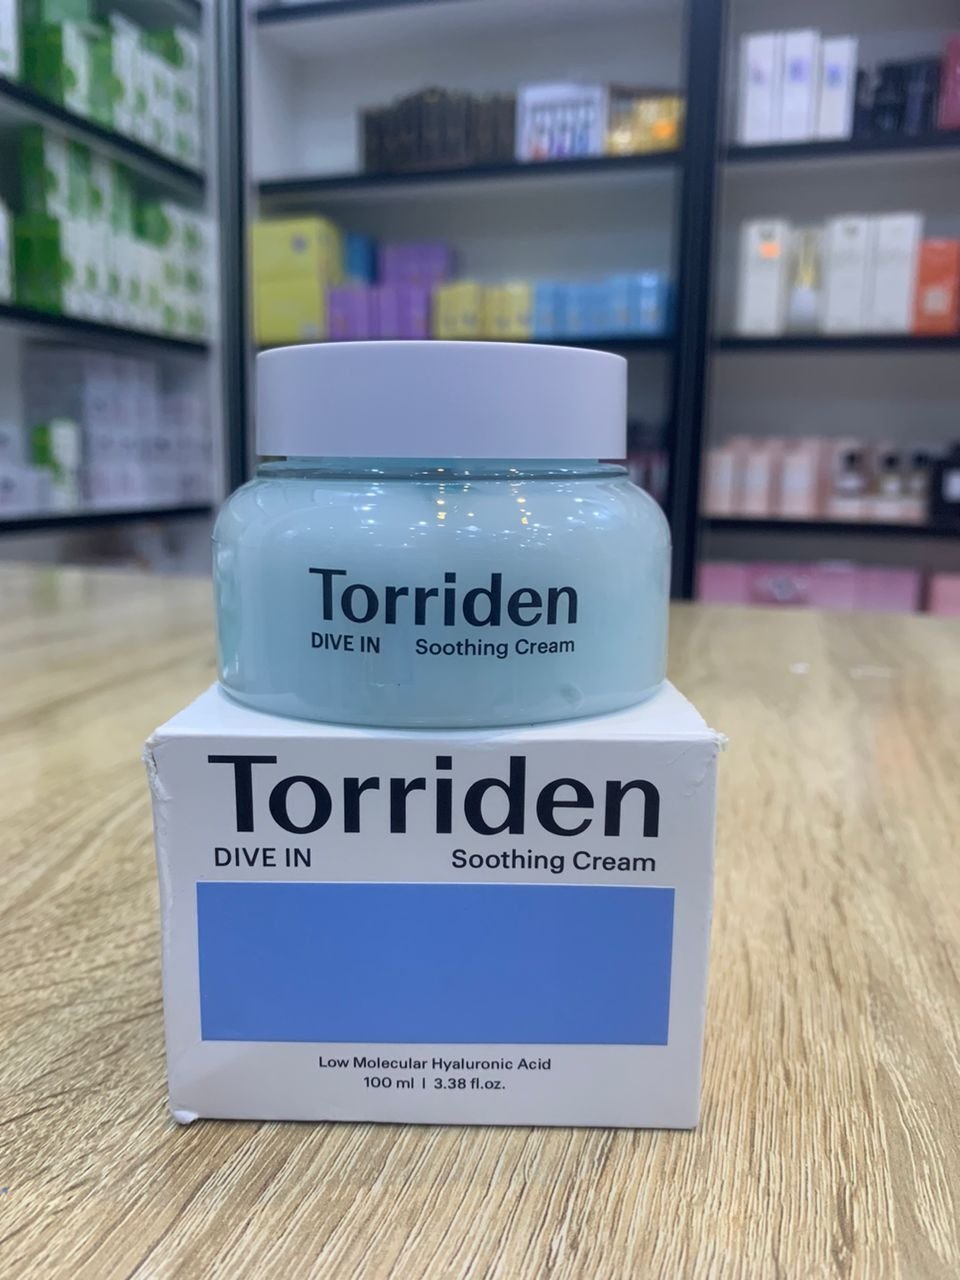 Torriden
DIVE IN Soothing Cream
Torriden
DIVE IN Soothing Cream
Low Molecular Hyaluronic Acid
100 ml | 3.38 fl.oz.